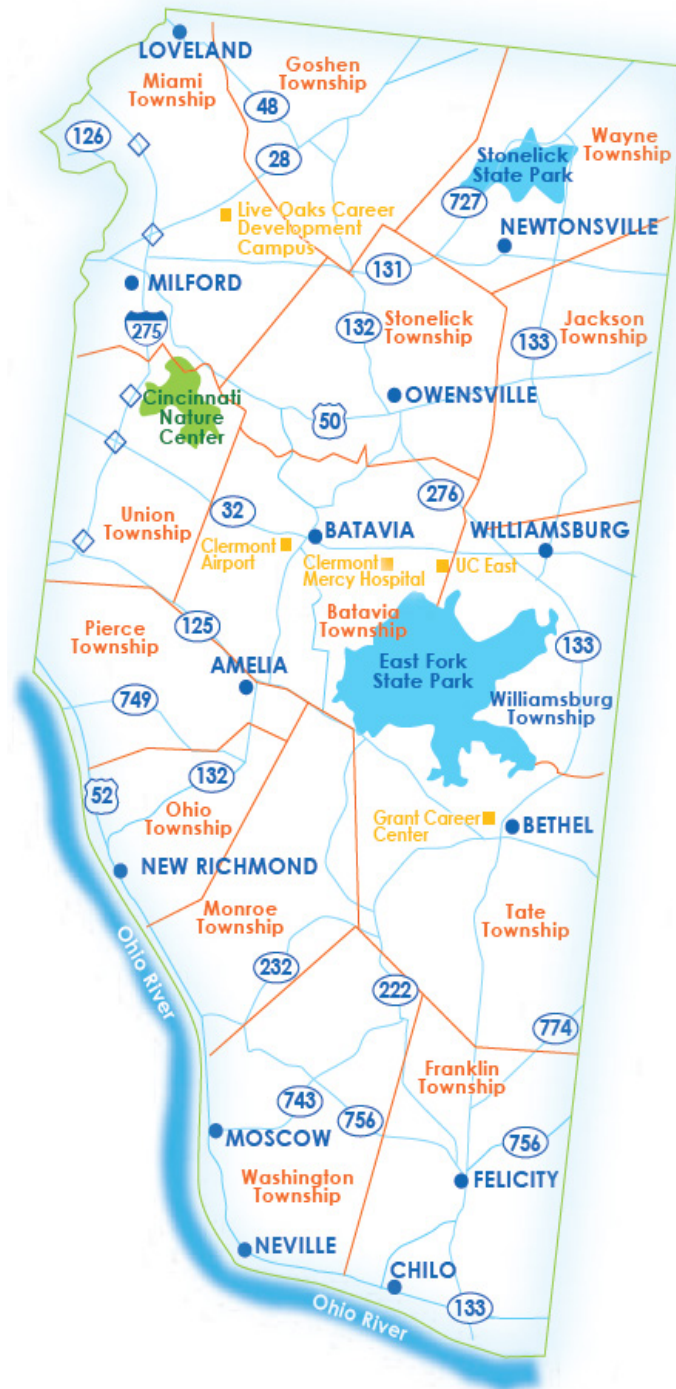 LOVELAND
Miami
Township
Goshen
Township
48
126
28
Wayne
Township
Stonelick
State Park
727
Live Oaks Career
Development
Campus
NEWTONSVILLE
131
MILFORD
275
132
Stonelick
Township
133
Jackson
Township
Cincinnati
Nature
Center
OWENSVILLE
50
276
32
Union
Township
BATAVIA
WILLIAMSBURG
Clermont
Airport
Clermont
Mercy Hospital
UC East
Batavia
Township
Pierce
Township
125
AMELIA
East Fork
State Park
133
749
Williamsburg
Township
52
132
Ohio
Township
Grant Career
Center
BETHEL
NEW RICHMOND
Monroe
Township
Tate
Township
Ohio River
232
222
774
Franklin
Township
743
756
MOSCOW
756
Washington
Township
FELICITY
NEVILLE
CHILO
133
Ohio River